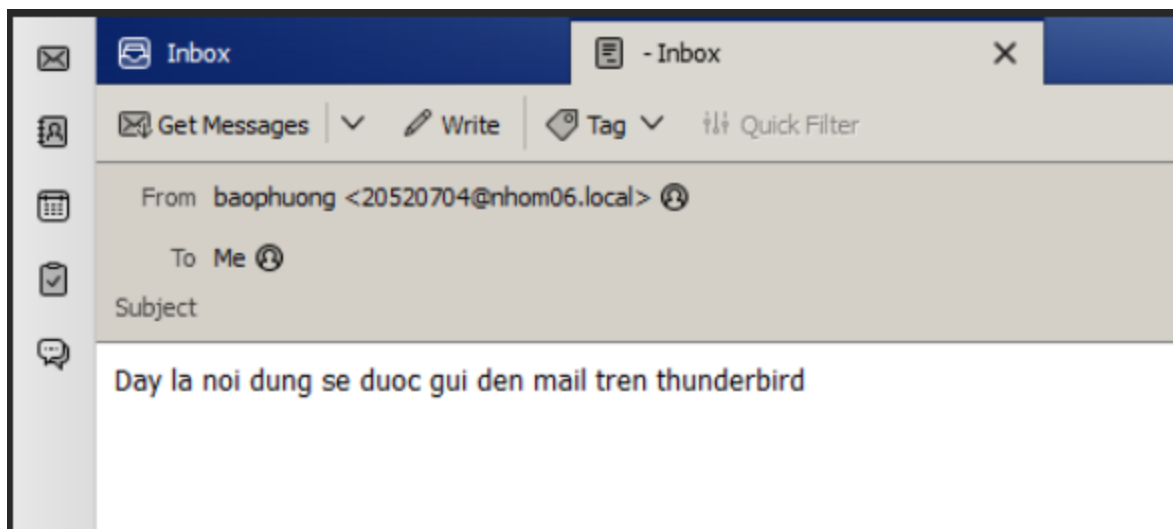 Inbox - Inbox
Get Messages Write Tag Quick Filter
From baophuong <20520704@nhom06.local>
To Me
Subject
Day la noi dung se duoc gui den mail tren thunderbird